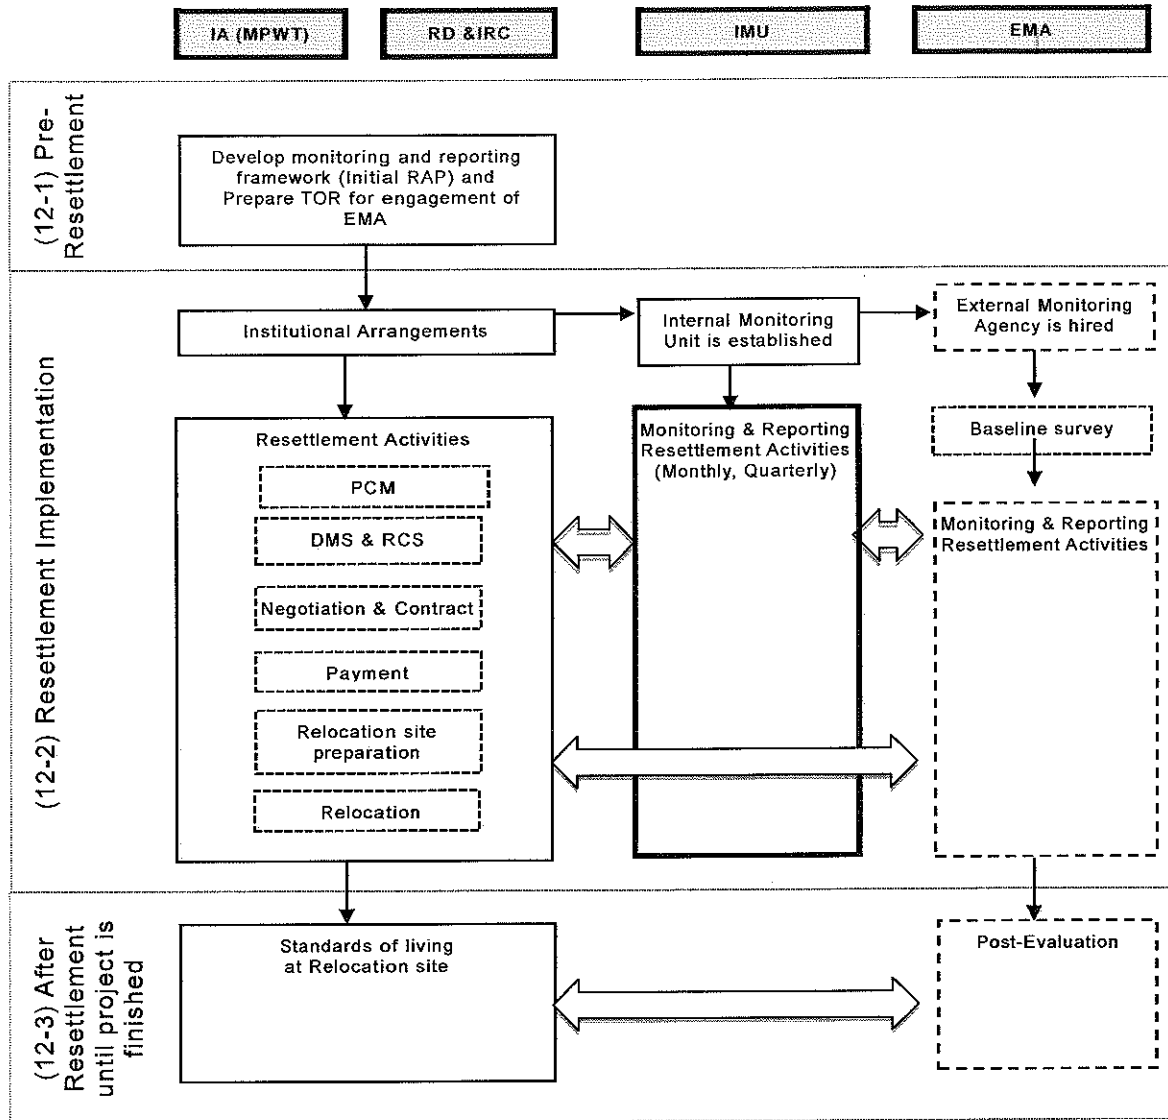 IA (MPWT)
RD &IRC
IMU
EMA
(12-1) Pre-
Resettlement
Develop monitoring and reporting
framework (Initial RAP) and
Prepare TOR for engagement of
EMA
(12-2) Resettlement Implementation
Institutional Arrangements
Internal Monitoring
Unit is established
External Monitoring
Agency is hired
Baseline survey
Resettlement Activities
PCM
DMS & RCS
Negotiation & Contract
Payment
Relocation site
preparation
Relocation
Monitoring & Reporting
Resettlement Activities
(Monthly, Quarterly)
Monitoring & Reporting
Resettlement Activities
(12-3) After
Resettlement
until project is
finished
Standards of living
at Relocation site
Post-Evaluation